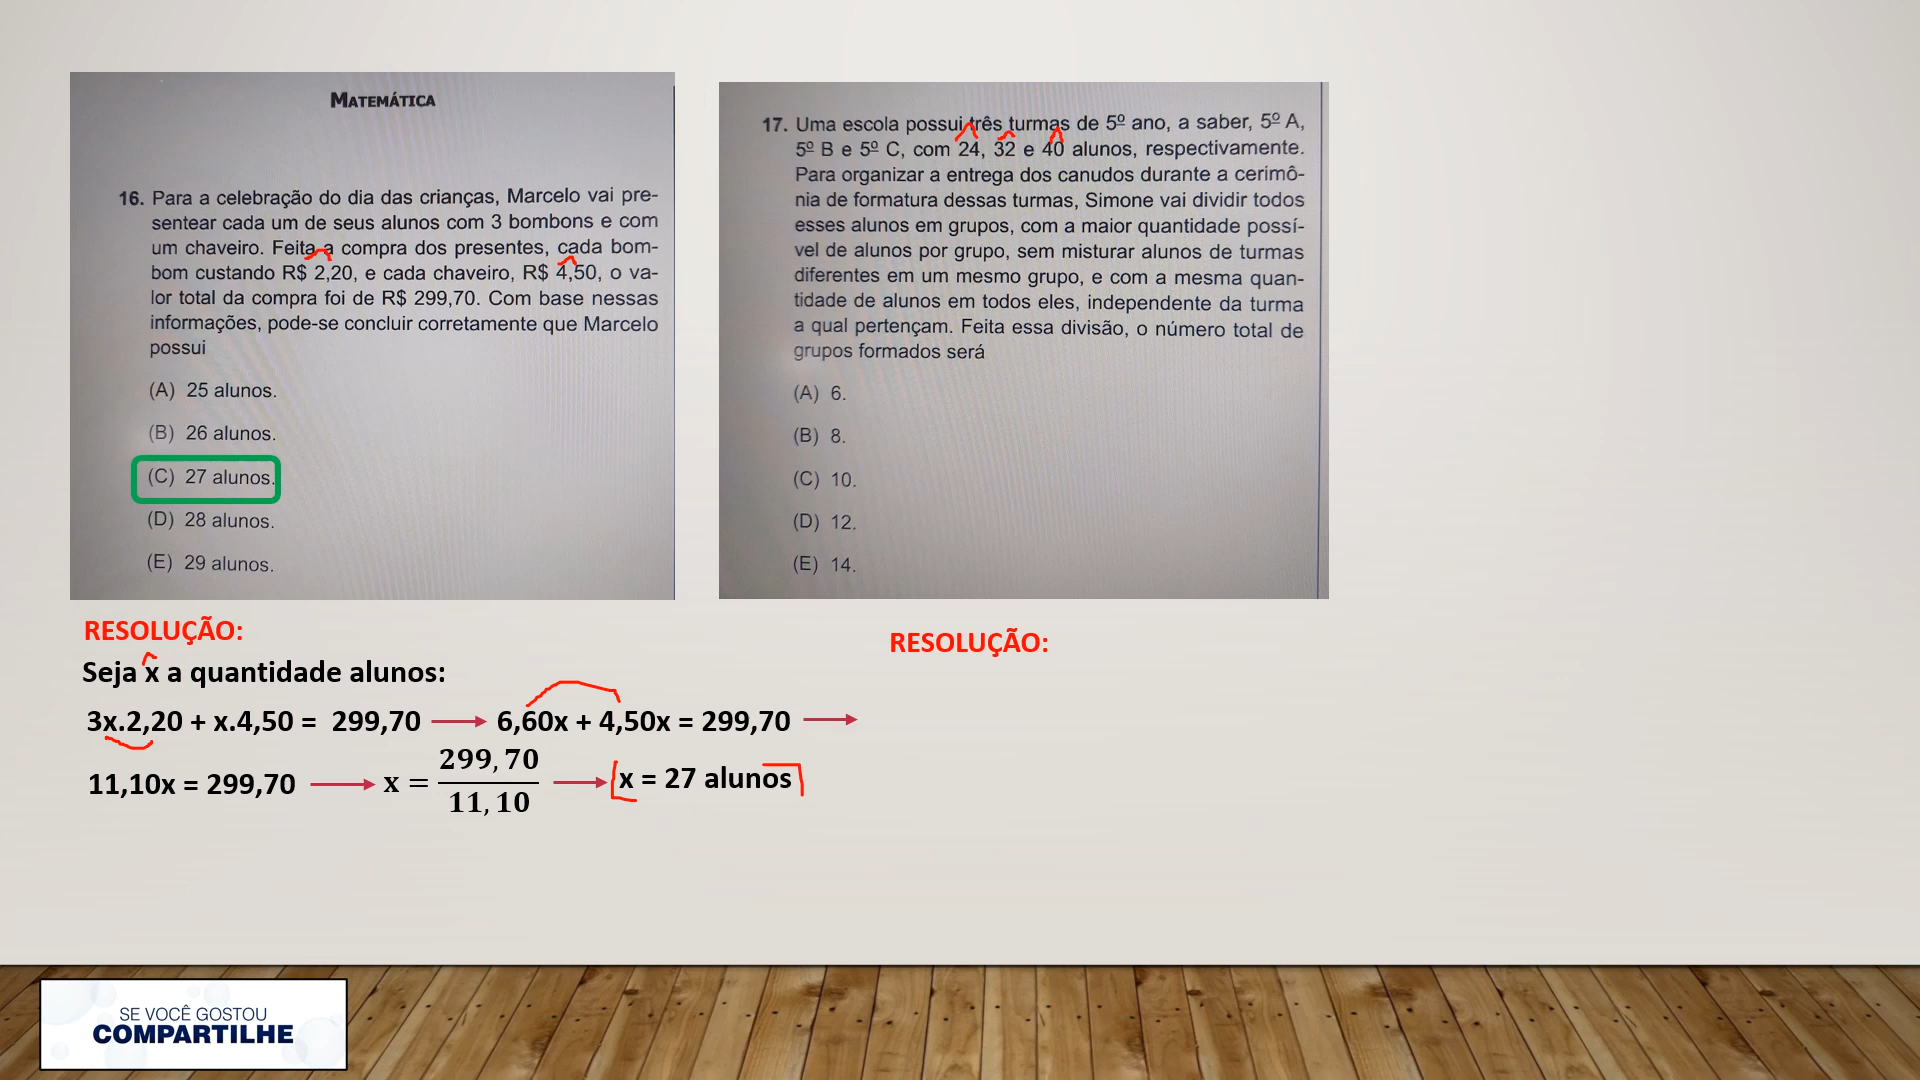 MATEMÁTICA
16. Para a celebração do dia das crianças, Marcelo vai pre-
sentear cada um de seus alunos com 3 bombons e com
um chaveiro. Feita a compra dos presentes, cada bom-
bom custando R$ 2,20, e cada chaveiro, R$ 4,50, o va-
lor total da compra foi de R$ 299,70. Com base nessas
informações, pode-se concluir corretamente que Marcelo
possui
(A) 25 alunos.
(B) 26 alunos.
(C) 27 alunos.
(D) 28 alunos.
(E) 29 alunos.
17. Uma escola possui três turmas de 5º ano, a saber, 5º A,
5º B e 5º C, com 24, 32 e 40 alunos, respectivamente.
Para organizar a entrega dos canudos durante a cerimô-
nia de formatura dessas turmas, Simone vai dividir todos
esses alunos em grupos, com a maior quantidade possí-
vel de alunos por grupo, sem misturar alunos de turmas
diferentes em um mesmo grupo, e com a mesma quan-
tidade de alunos em todos eles, independente da turma
a qual pertençam. Feita essa divisão, o número total de
grupos formados será
(A) 6.
(B) 8.
(C) 10.
(D) 12.
(E) 14.
RESOLUÇÃO:
Seja x a quantidade alunos:
3x.2,20 + x.4,50 = 299,70 → 6,60x + 4,50x = 299,70 →
11,10x = 299,70 → x = 299,70 / 11,10 → x = 27 alunos
RESOLUÇÃO:
SE VOCÊ GOSTOU
COMPARTILHE